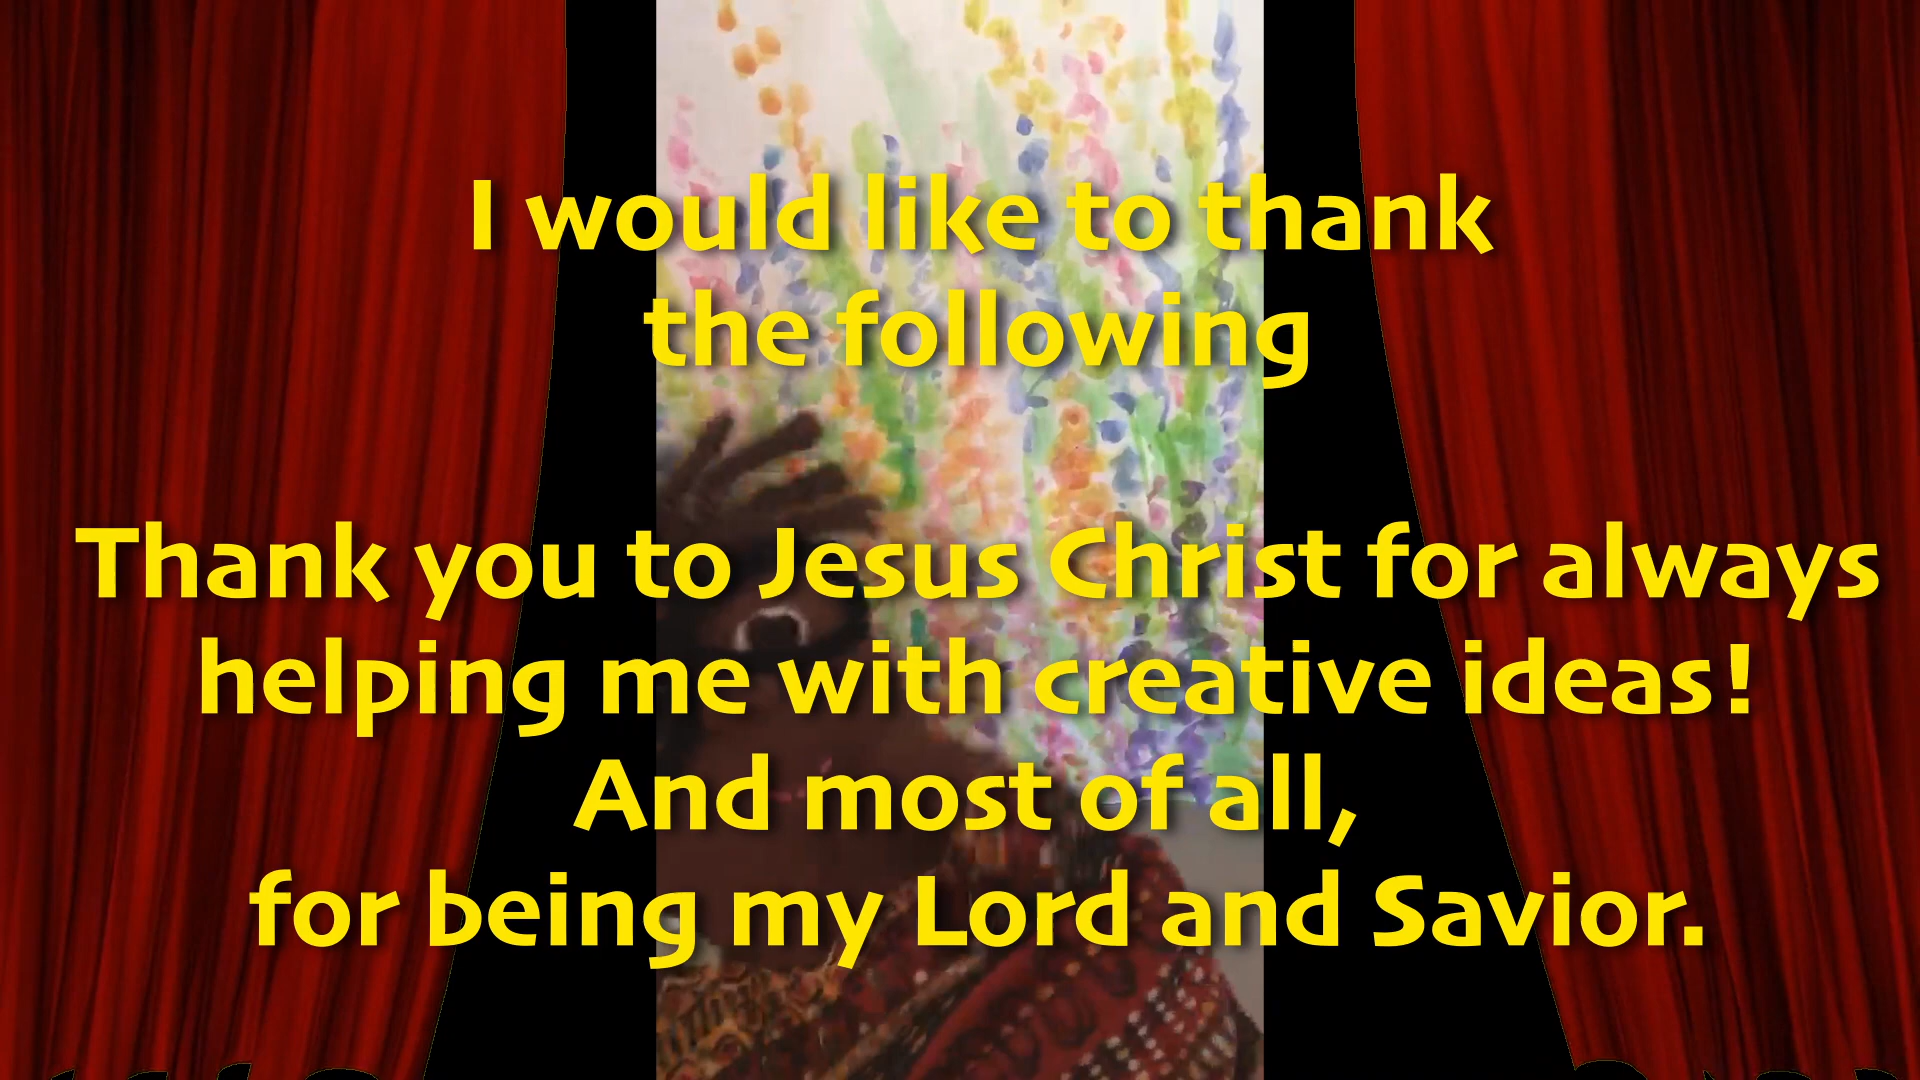 I would like to thank
the following
Thank you to Jesus Christ for always
helping me with creative ideas!
And most of all,
for being my Lord and Savior.